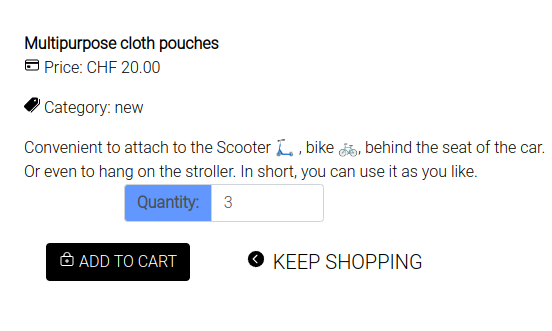 Multipurpose cloth pouches
Price: CHF 20.00
Category: new
Convenient to attach to the Scooter 🛴 , bike 🚲, behind the seat of the car.
Or even to hang on the stroller. In short, you can use it as you like.
Quantity: 3
ADD TO CART KEEP SHOPPING